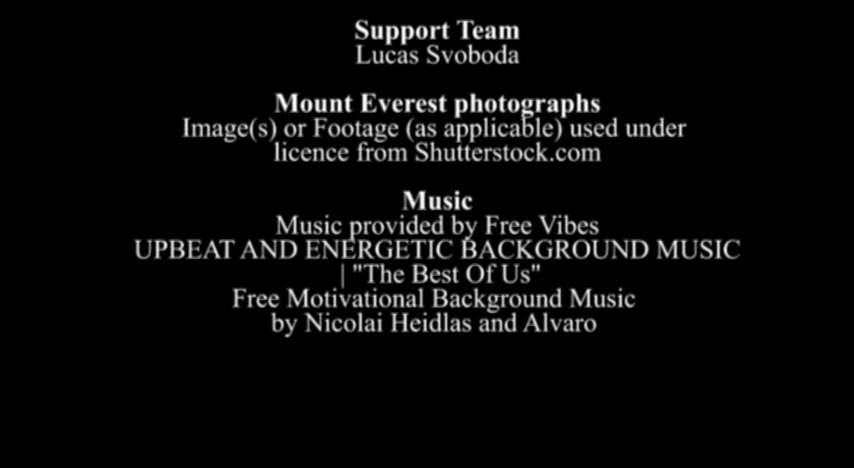 Support Team
Lucas Svoboda
Mount Everest photographs
Image(s) or Footage (as applicable) used under
licence from Shutterstock.com
Music
Music provided by Free Vibes
UPBEAT AND ENERGETIC BACKGROUND MUSIC
| "The Best Of Us"
Free Motivational Background Music
by Nicolai Heidlas and Alvaro